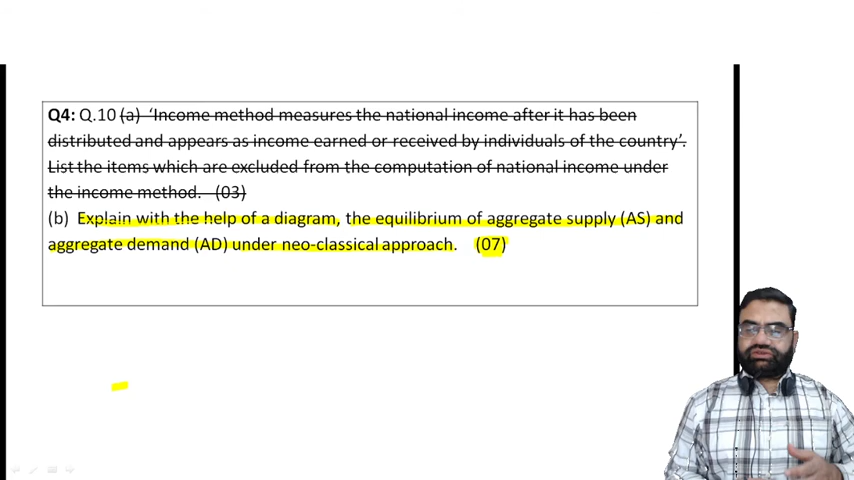 Q4: Q.10 (a) ‘Income method measures the national income after it has been
distributed and appears as income earned or received by individuals of the country’.
List the items which are excluded from the computation of national income under
the income method. (03)
(b) Explain with the help of a diagram, the equilibrium of aggregate supply (AS) and
aggregate demand (AD) under neo-classical approach. (07)